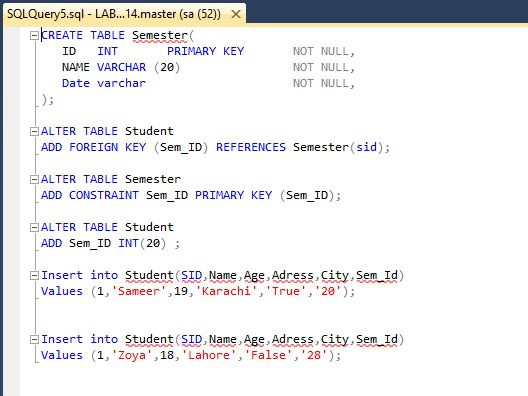 SQLQuery5.sql - LAB...14.master (sa (52))
CREATE TABLE Semester(
ID INT PRIMARY KEY NOT NULL,
NAME VARCHAR (20) NOT NULL,
Date varchar NOT NULL,
);
ALTER TABLE Student
ADD FOREIGN KEY (Sem_ID) REFERENCES Semester(sid);
ALTER TABLE Semester
ADD CONSTRAINT Sem_ID PRIMARY KEY (Sem_ID);
ALTER TABLE Student
ADD Sem_ID INT(20) ;
Insert into Student(SID,Name,Age,Adress,City,Sem_Id)
Values (1,'Sameer',19,'Karachi','True','20');
Insert into Student(SID,Name,Age,Adress,City,Sem_Id)
Values (1,'Zoya',18,'Lahore','False','28');